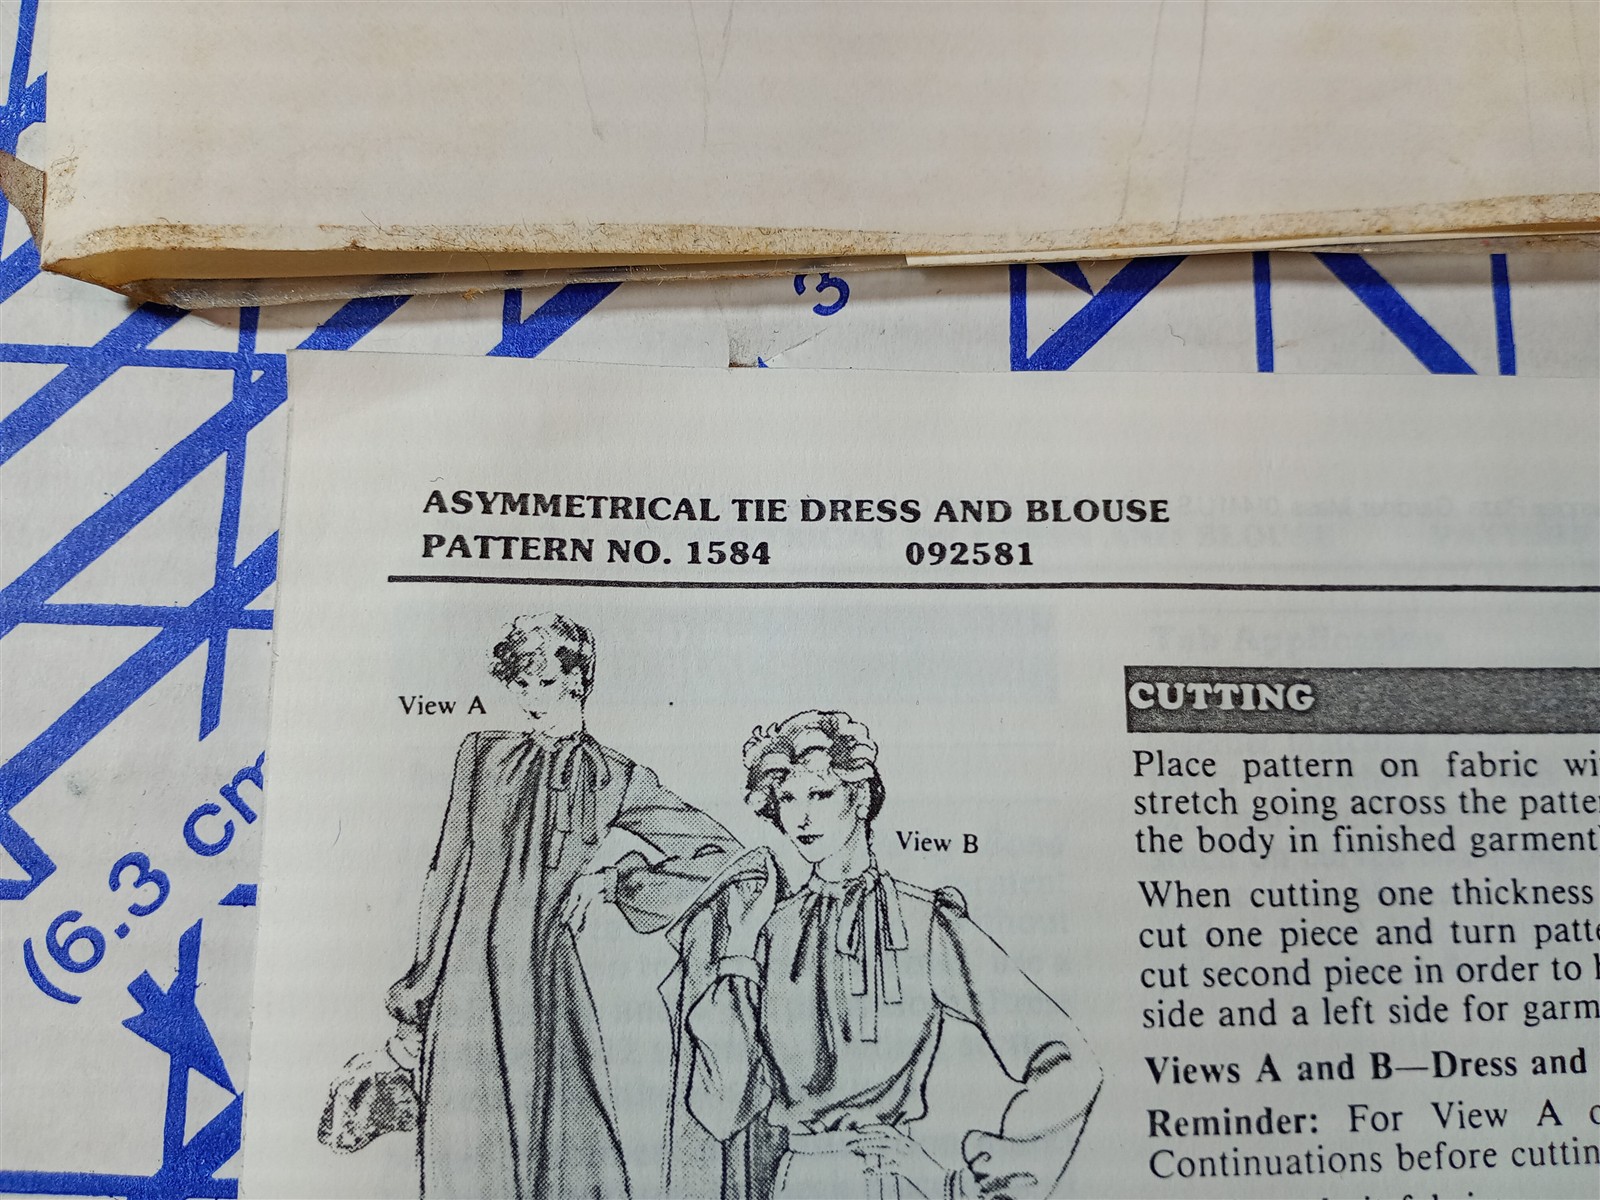 3
ASYMMETRICAL TIE DRESS AND BLOUSE
PATTERN NO. 1584 092581
View A
View B
(6.3 cm
CUTTING
Place pattern on fabric
stretch going across the
the body in finished
When cutting one thickness
cut one piece and turn
cut second piece in order to
side and a left side for
Views A and B—Dress and
Reminder: For View A
Continuations before